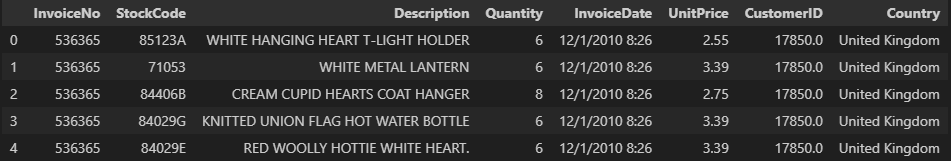 InvoiceNo StockCode Description Quantity InvoiceDate UnitPrice CustomerID Country
0 536365 85123A WHITE HANGING HEART T-LIGHT HOLDER 6 12/1/2010 8:26 2.55 17850.0 United Kingdom
1 536365 71053 WHITE METAL LANTERN 6 12/1/2010 8:26 3.39 17850.0 United Kingdom
2 536365 84406B CREAM CUPID HEARTS COAT HANGER 8 12/1/2010 8:26 2.75 17850.0 United Kingdom
3 536365 84029G KNITTED UNION FLAG HOT WATER BOTTLE 6 12/1/2010 8:26 3.39 17850.0 United Kingdom
4 536365 84029E RED WOOLLY HOTTIE WHITE HEART. 6 12/1/2010 8:26 3.39 17850.0 United Kingdom